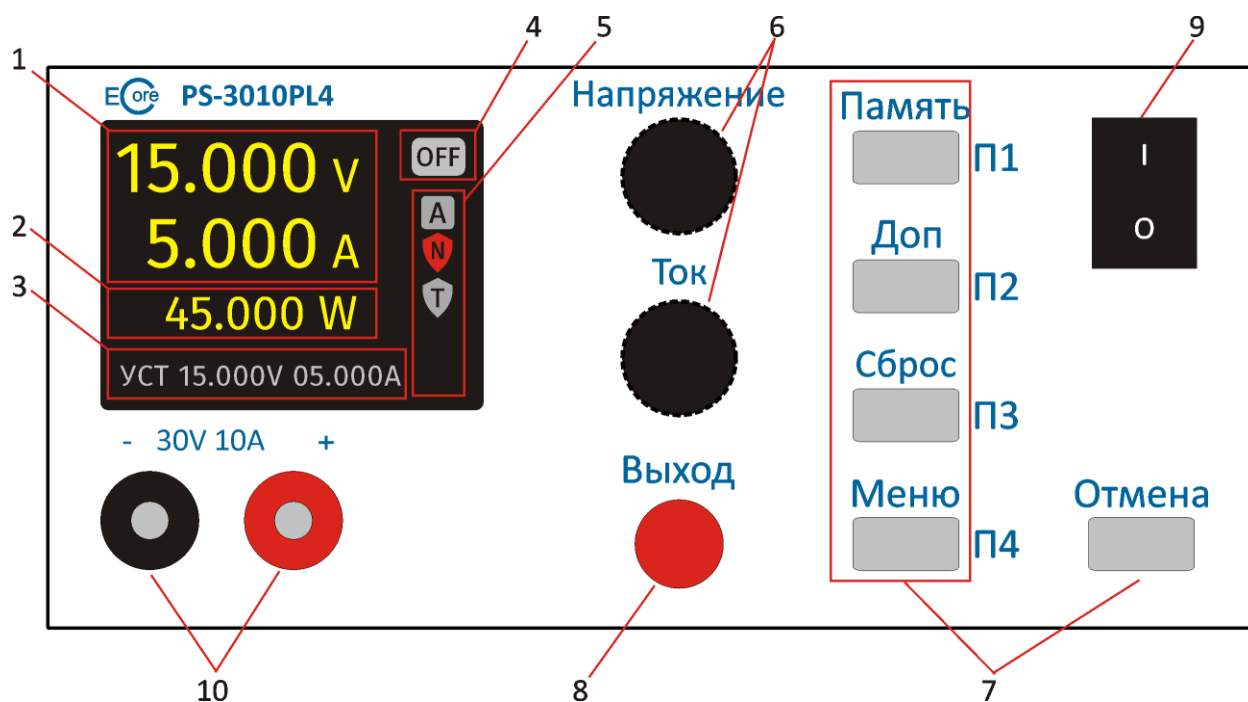 4
5
6
9
1
ECore PS-3010PL4
Напряжение
Память
15.000 V
OFF
I
П1
A
O
2
5.000 A
N
Доп
3
Ток
П2
T
45.000 W
УСТ 15.000V 05.000A
Сброс
П3
- 30V 10A +
Выход
Меню
Отмена
П4
10
8
7